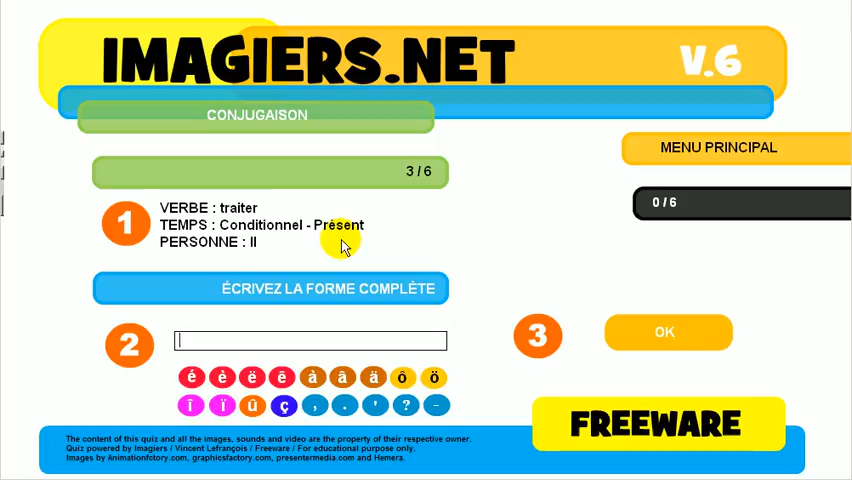 IMAGIERS.NET
V.6
CONJUGAISON
MENU PRINCIPAL
3 / 6
0 / 6
1
VERBE : traiter
TEMPS : Conditionnel - Présent
PERSONNE : Il
ÉCRIVEZ LA FORME COMPLÈTE
2
3
OK
é è ë ê à â ä ô ö
î ï û ç , . ' ? -
FREEWARE
The content of this quiz and all the images, sounds and video are the property of their respective owner.
Quiz powered by Imagiers / Vincent Lefrançois / Freeware / For educational purpose only.
Images by Animationfctory.com, graphicsfactory.com, presentermedia.com and Hemera.